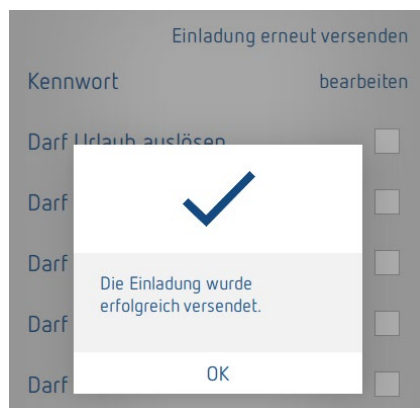 Einladung erneut versenden
Kennwort bearbeiten
Darf Urlaub auslösen
Darf
Darf
Die Einladung wurde
erfolgreich versendet.
Darf
OK
Darf